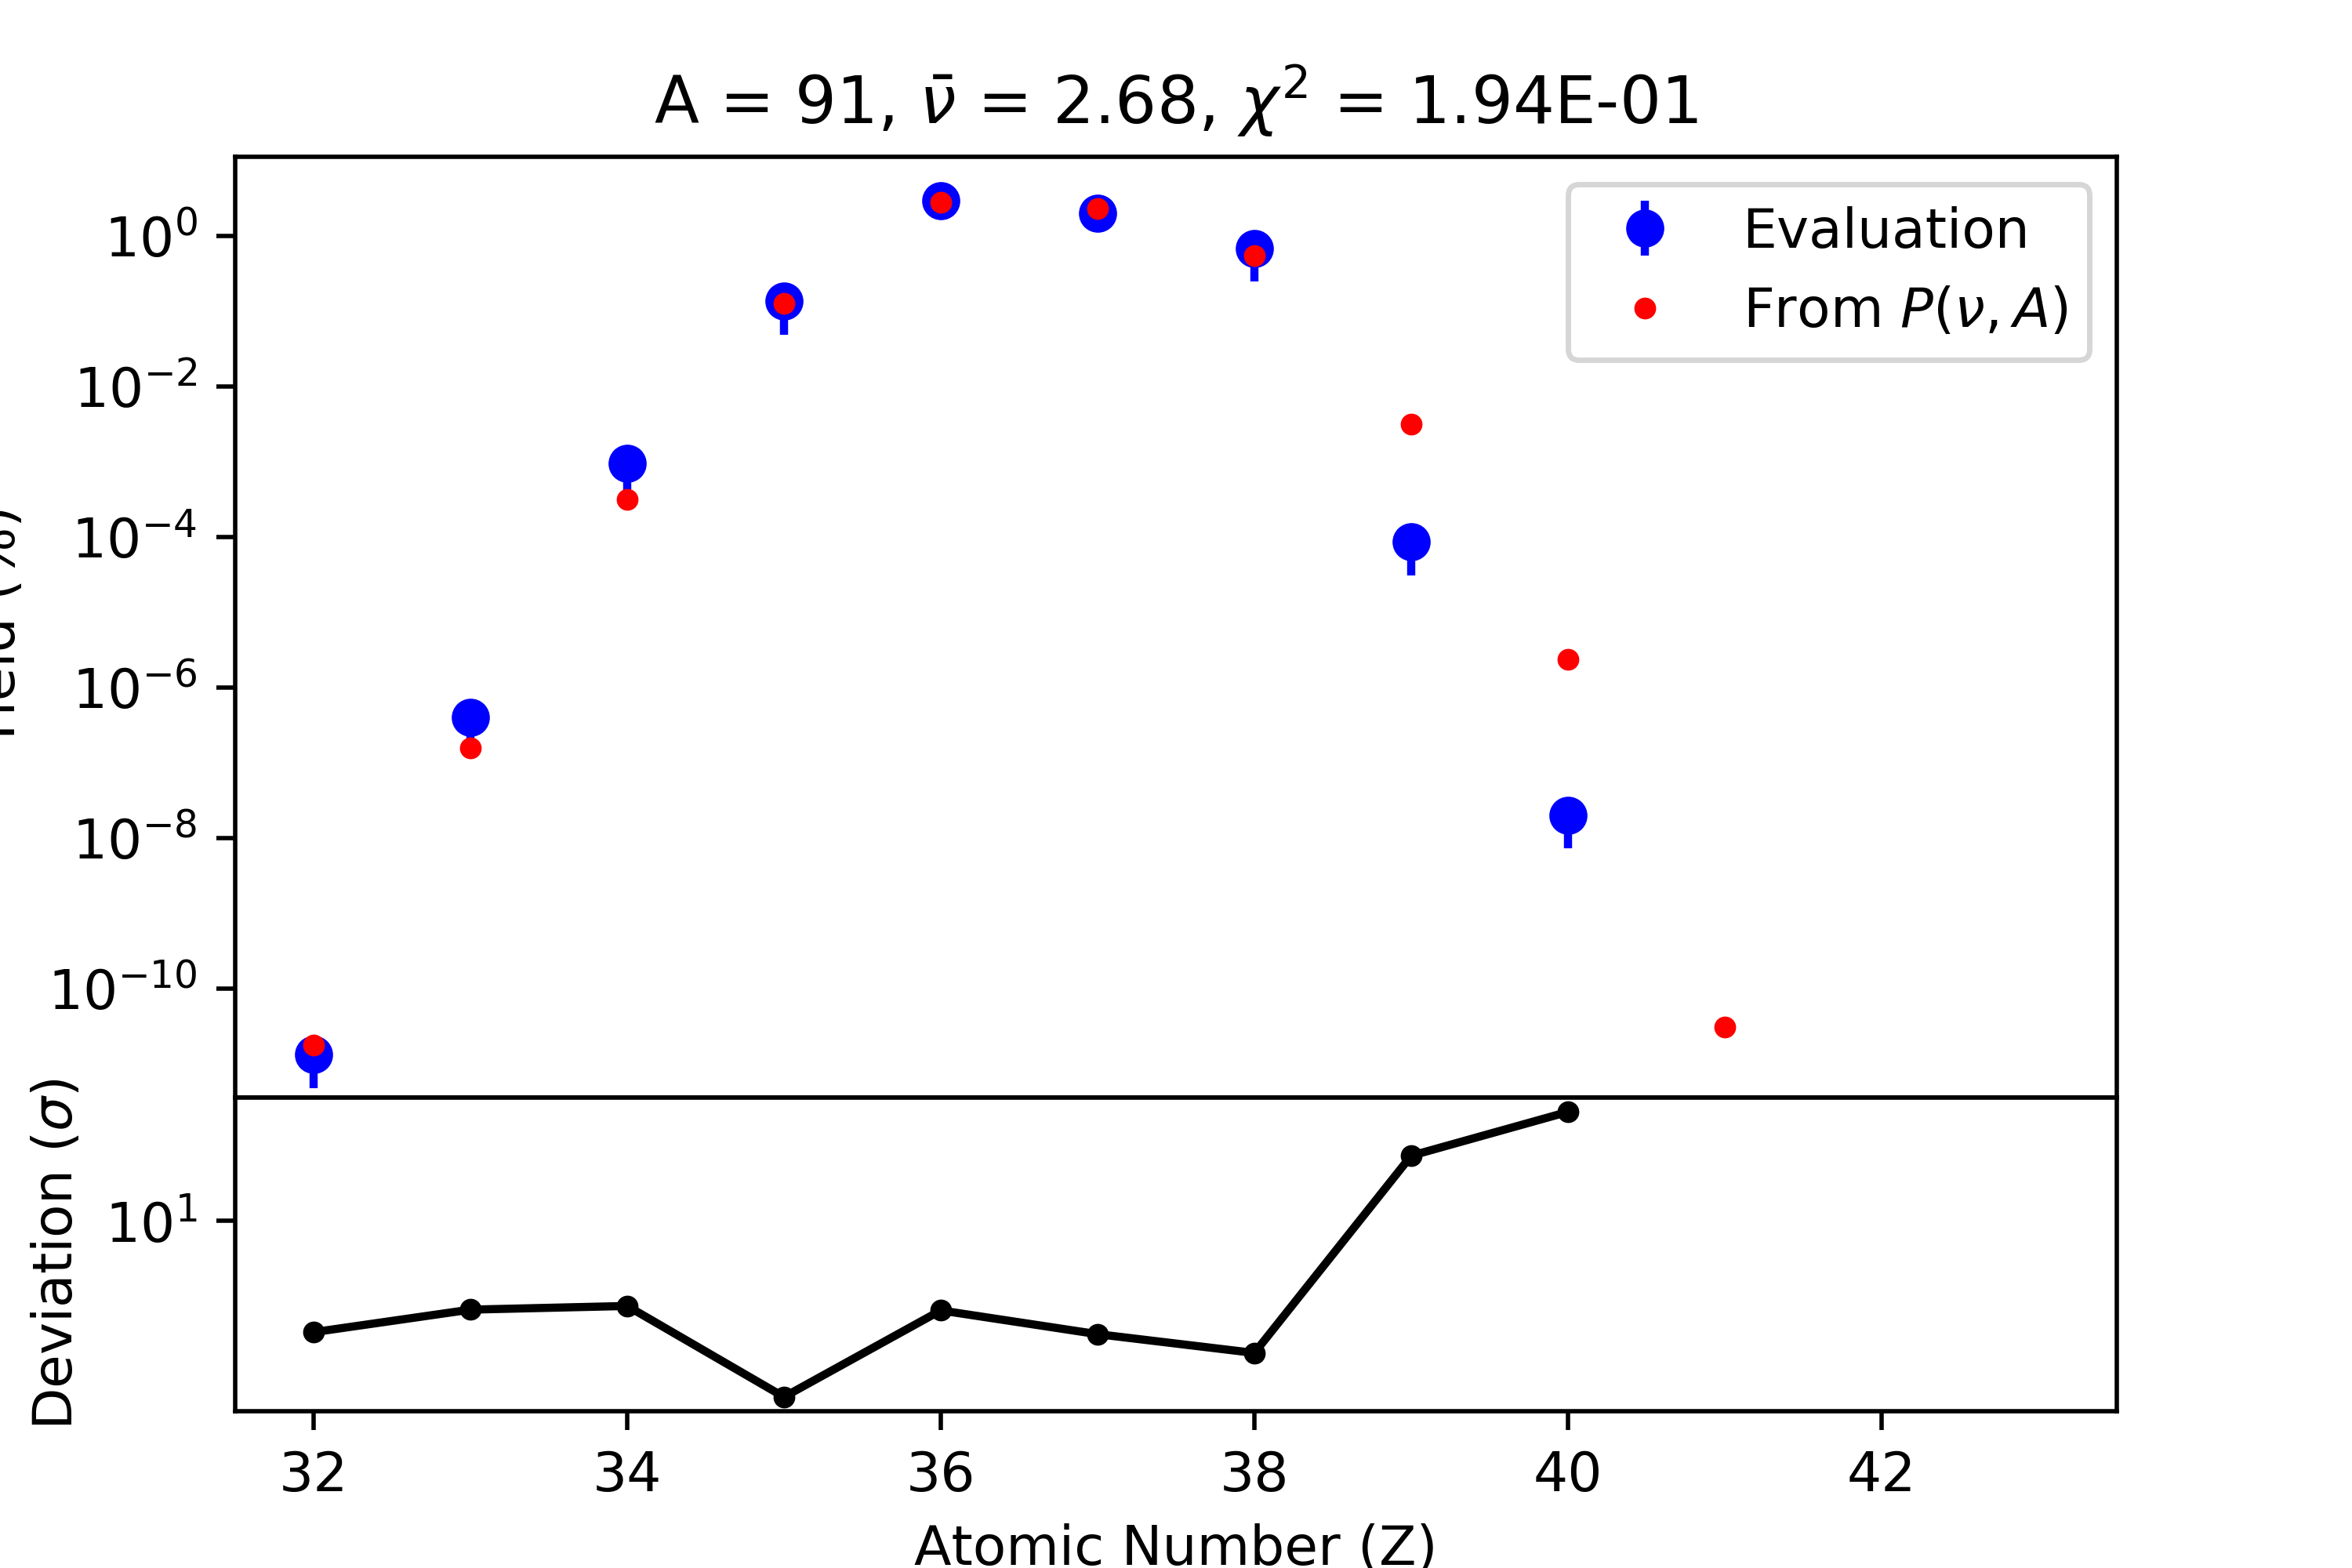 A = 91, ν̄ = 2.68, χ² = 1.94E-01
Evaluation
From P(ν, A)
10⁰
10⁻²
10⁻⁴
10⁻⁶
10⁻⁸
10⁻¹⁰
(%)
Deviation (σ)
10¹
32 34 36 38 40 42
Atomic Number (Z)